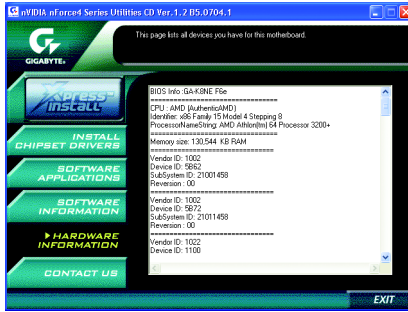 nVIDIA nForce4 Series Utilities CD Ver.1.2 B5.0704.1
GIGABYTE
This page lists all devices you have for this motherboard.
Xpress-
INSTALL
INSTALL
CHIPSET DRIVERS
SOFTWARE
APPLICATIONS
SOFTWARE
INFORMATION
HARDWARE
INFORMATION
CONTACT US
BIOS Info :GA-K8NE F6e
================================
CPU : AMD (AuthenticAMD)
Identifier: x86 Family 15 Model 4 Stepping 8
ProcessorNameString: AMD Athlon(tm) 64 Processor 3200+
================================
Memory size: 130,544 KB RAM
================================
Vendor ID: 1002
Device ID: 5B62
SubSystem ID: 21001458
Reversion : 00
================================
Vendor ID: 1002
Device ID: 5B72
SubSystem ID: 21011458
Reversion : 00
================================
Vendor ID: 1022
Device ID: 1100
EXIT